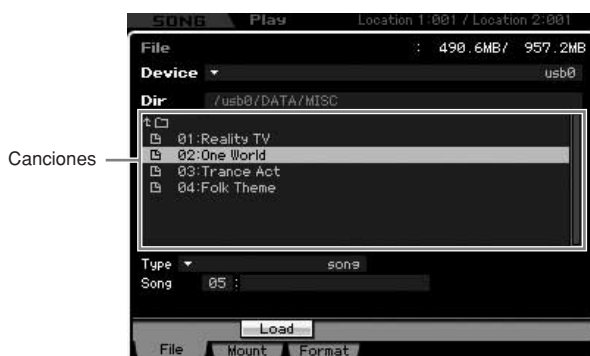 SONG Play Location 1:001 / Location 2:001
File : 490.6MB/ 957.2MB
Device usb0
Dir /usb0/DATA/MISC
01:Reality TV
Canciones 02:One World
03:Trance Act
04:Folk Theme
Type song
Song 05 :
Load
File Mount Format